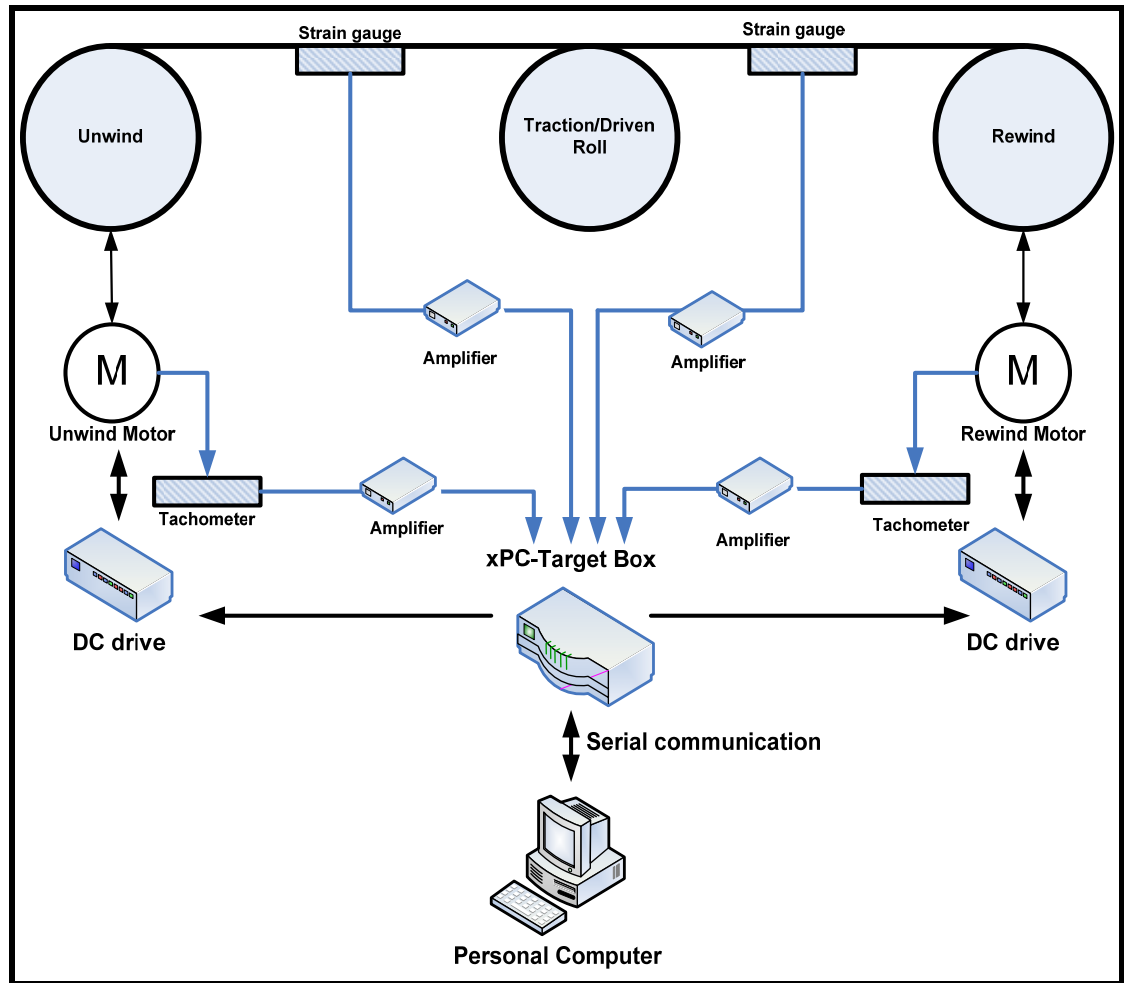 Strain gauge
Strain gauge
Unwind
Traction/Driven
Roll
Rewind
Amplifier
Amplifier
M
M
Unwind Motor
Rewind Motor
Tachometer
Amplifier
Amplifier
Tachometer
xPC-Target Box
DC drive
DC drive
Serial communication
Personal Computer